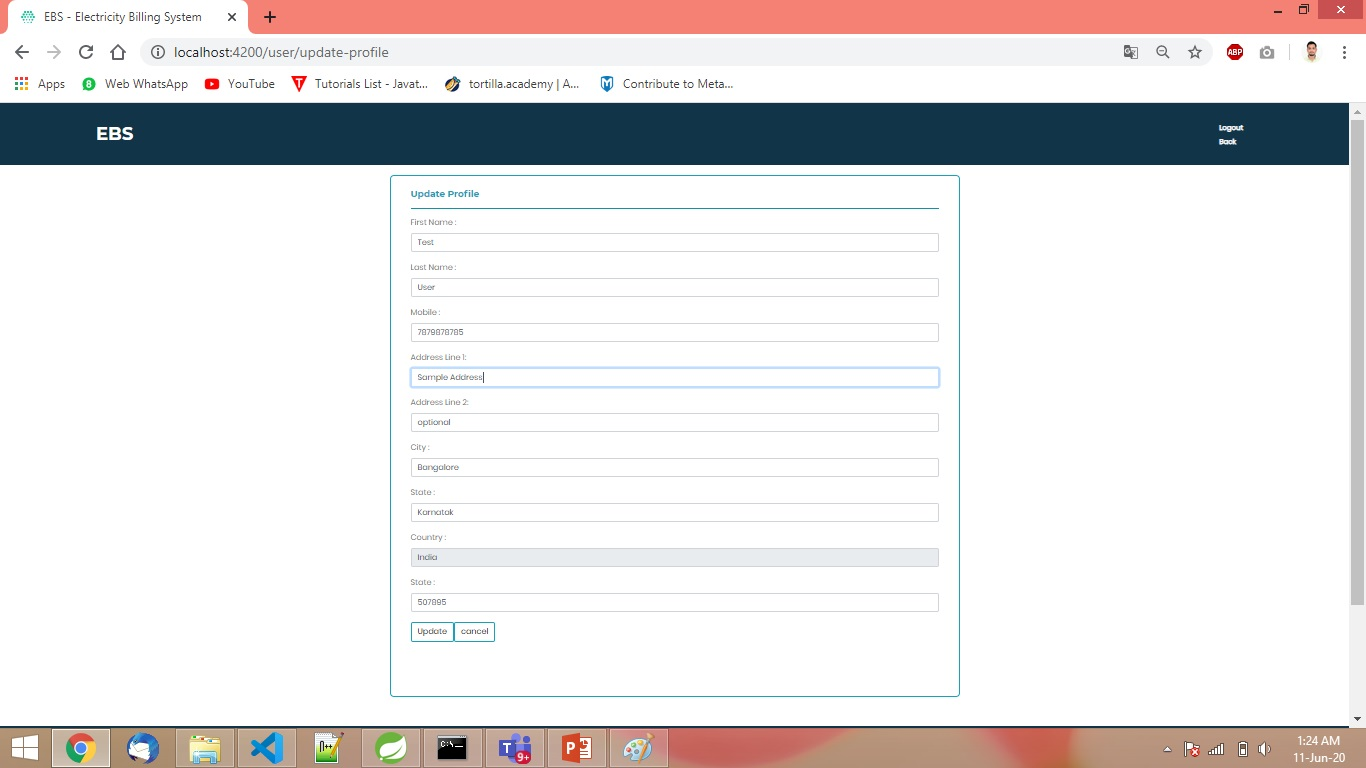 EBS - Electricity Billing System
localhost:4200/user/update-profile
ABP
Apps
8
Web WhatsApp
YouTube
Tutorials List - Javat...
tortilla.academy | A...
Contribute to Meta...
EBS
Logout
Back
Update Profile
First Name :
Test
Last Name :
User
Mobile :
7879878785
Address Line 1:
Sample Address
Address Line 2:
optional
City :
Bangalore
State :
Karnatak
Country :
India
State :
507895
Update
cancel
N++
C:\
T
9+
P
1:24 AM
11-Jun-20